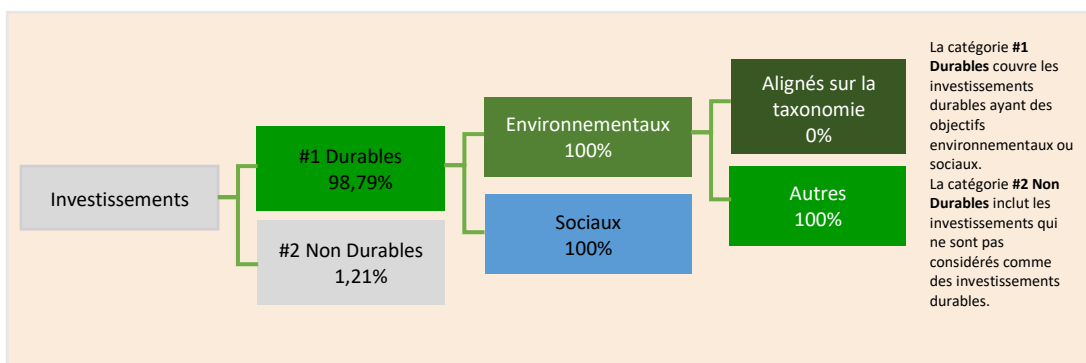 Investissements
#1 Durables
98,79%
#2 Non Durables
1,21%
Environnementaux
100%
Sociaux
100%
Alignés sur la
taxonomie
0%
Autres
100%
La catégorie #1
Durables couvre les
investissements
durables ayant des
objectifs
environnementaux ou
sociaux.
La catégorie #2 Non
Durables inclut les
investissements qui
ne sont pas
considérés comme
des investissements
durables.